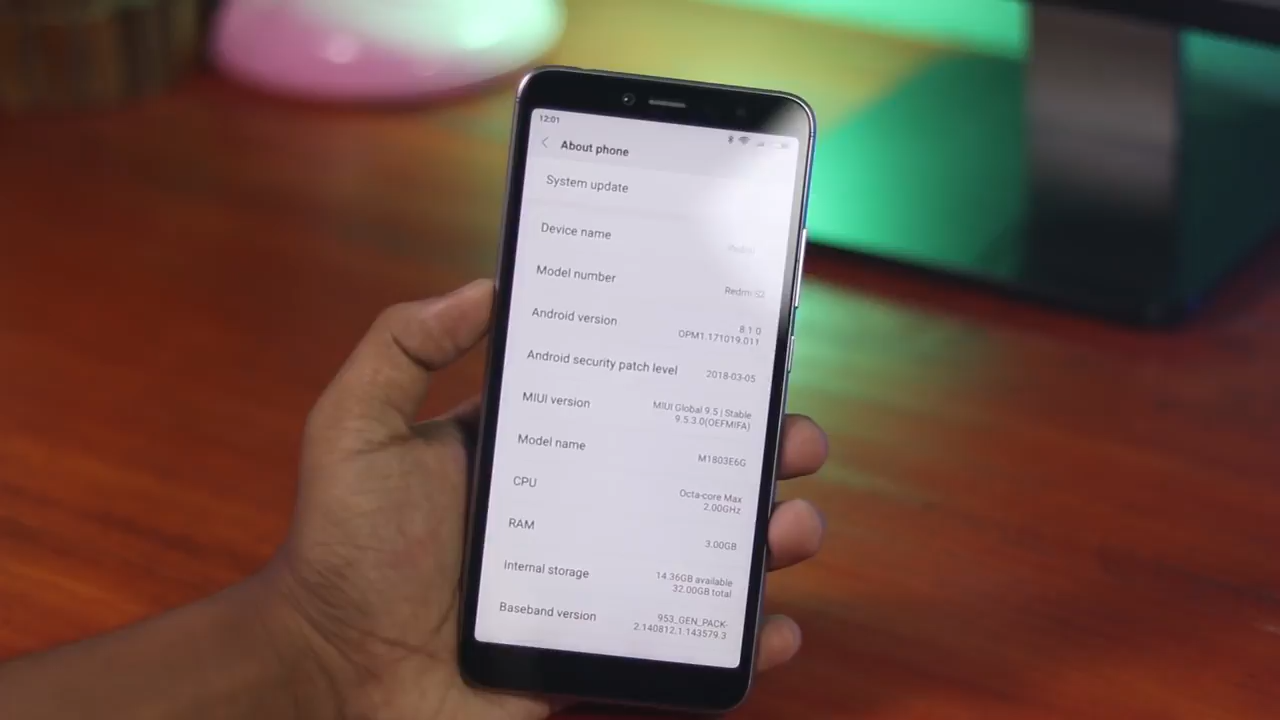 12:01
About phone
System update
Device name
Redmi
Model number
Redmi S2
Android version
8.1.0
OPM1.171019.011
Android security patch level
2018-03-05
MIUI version
MIUI Global 9.5 | Stable
9.5.3.0(OEFMIFA)
Model name
M1803E6G
CPU
Octa-core Max
2.00GHz
RAM
3.00GB
Internal storage
14.36GB available
32.00GB total
Baseband version
953_GEN_PACK-
2.140812.1.143579.3